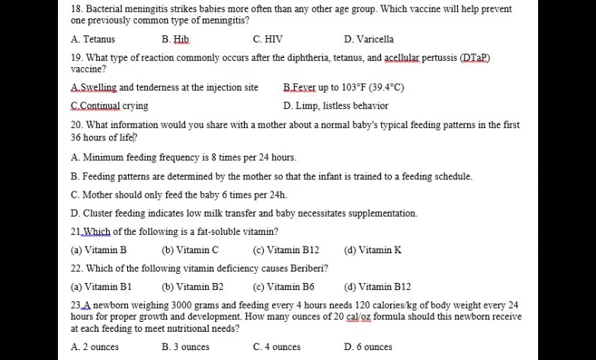 18. Bacterial meningitis strikes babies more often than any other age group. Which vaccine will help prevent
one previously common type of meningitis?
A. Tetanus B. Hib C. HIV D. Varicella
19. What type of reaction commonly occurs after the diphtheria, tetanus, and acellular pertussis (DTaP)
vaccine?
A.Swelling and tenderness at the injection site B.Fever up to 103°F (39.4°C)
C.Continual crying D. Limp, listless behavior
20. What information would you share with a mother about a normal baby's typical feeding patterns in the first
36 hours of life?
A. Minimum feeding frequency is 8 times per 24 hours.
B. Feeding patterns are determined by the mother so that the infant is trained to a feeding schedule.
C. Mother should only feed the baby 6 times per 24h.
D. Cluster feeding indicates low milk transfer and baby necessitates supplementation.
21.Which of the following is a fat-soluble vitamin?
(a) Vitamin B (b) Vitamin C (c) Vitamin B12 (d) Vitamin K
22. Which of the following vitamin deficiency causes Beriberi?
(a) Vitamin B1 (b) Vitamin B2 (c) Vitamin B6 (d) Vitamin B12
23.A newborn weighing 3000 grams and feeding every 4 hours needs 120 calories/kg of body weight every 24
hours for proper growth and development. How many ounces of 20 cal/oz formula should this newborn receive
at each feeding to meet nutritional needs?
A. 2 ounces B. 3 ounces C. 4 ounces D. 6 ounces